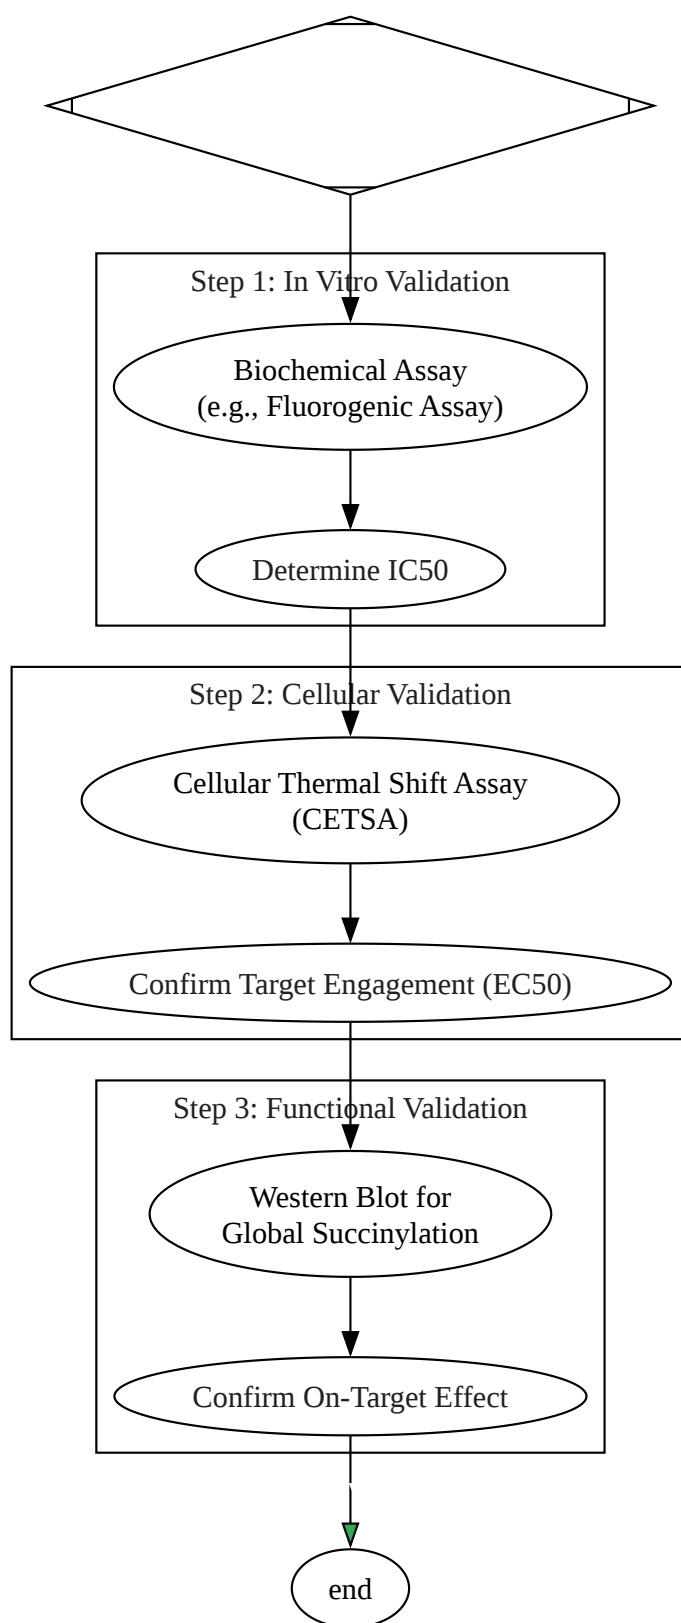 Step 1: In Vitro Validation
Biochemical Assay
(e.g., Fluorogenic Assay)
Determine IC50
Step 2: Cellular Validation
Cellular Thermal Shift Assay
(CETSA)
Confirm Target Engagement (EC50)
Step 3: Functional Validation
Western Blot for
Global Succinylation
Confirm On-Target Effect
end